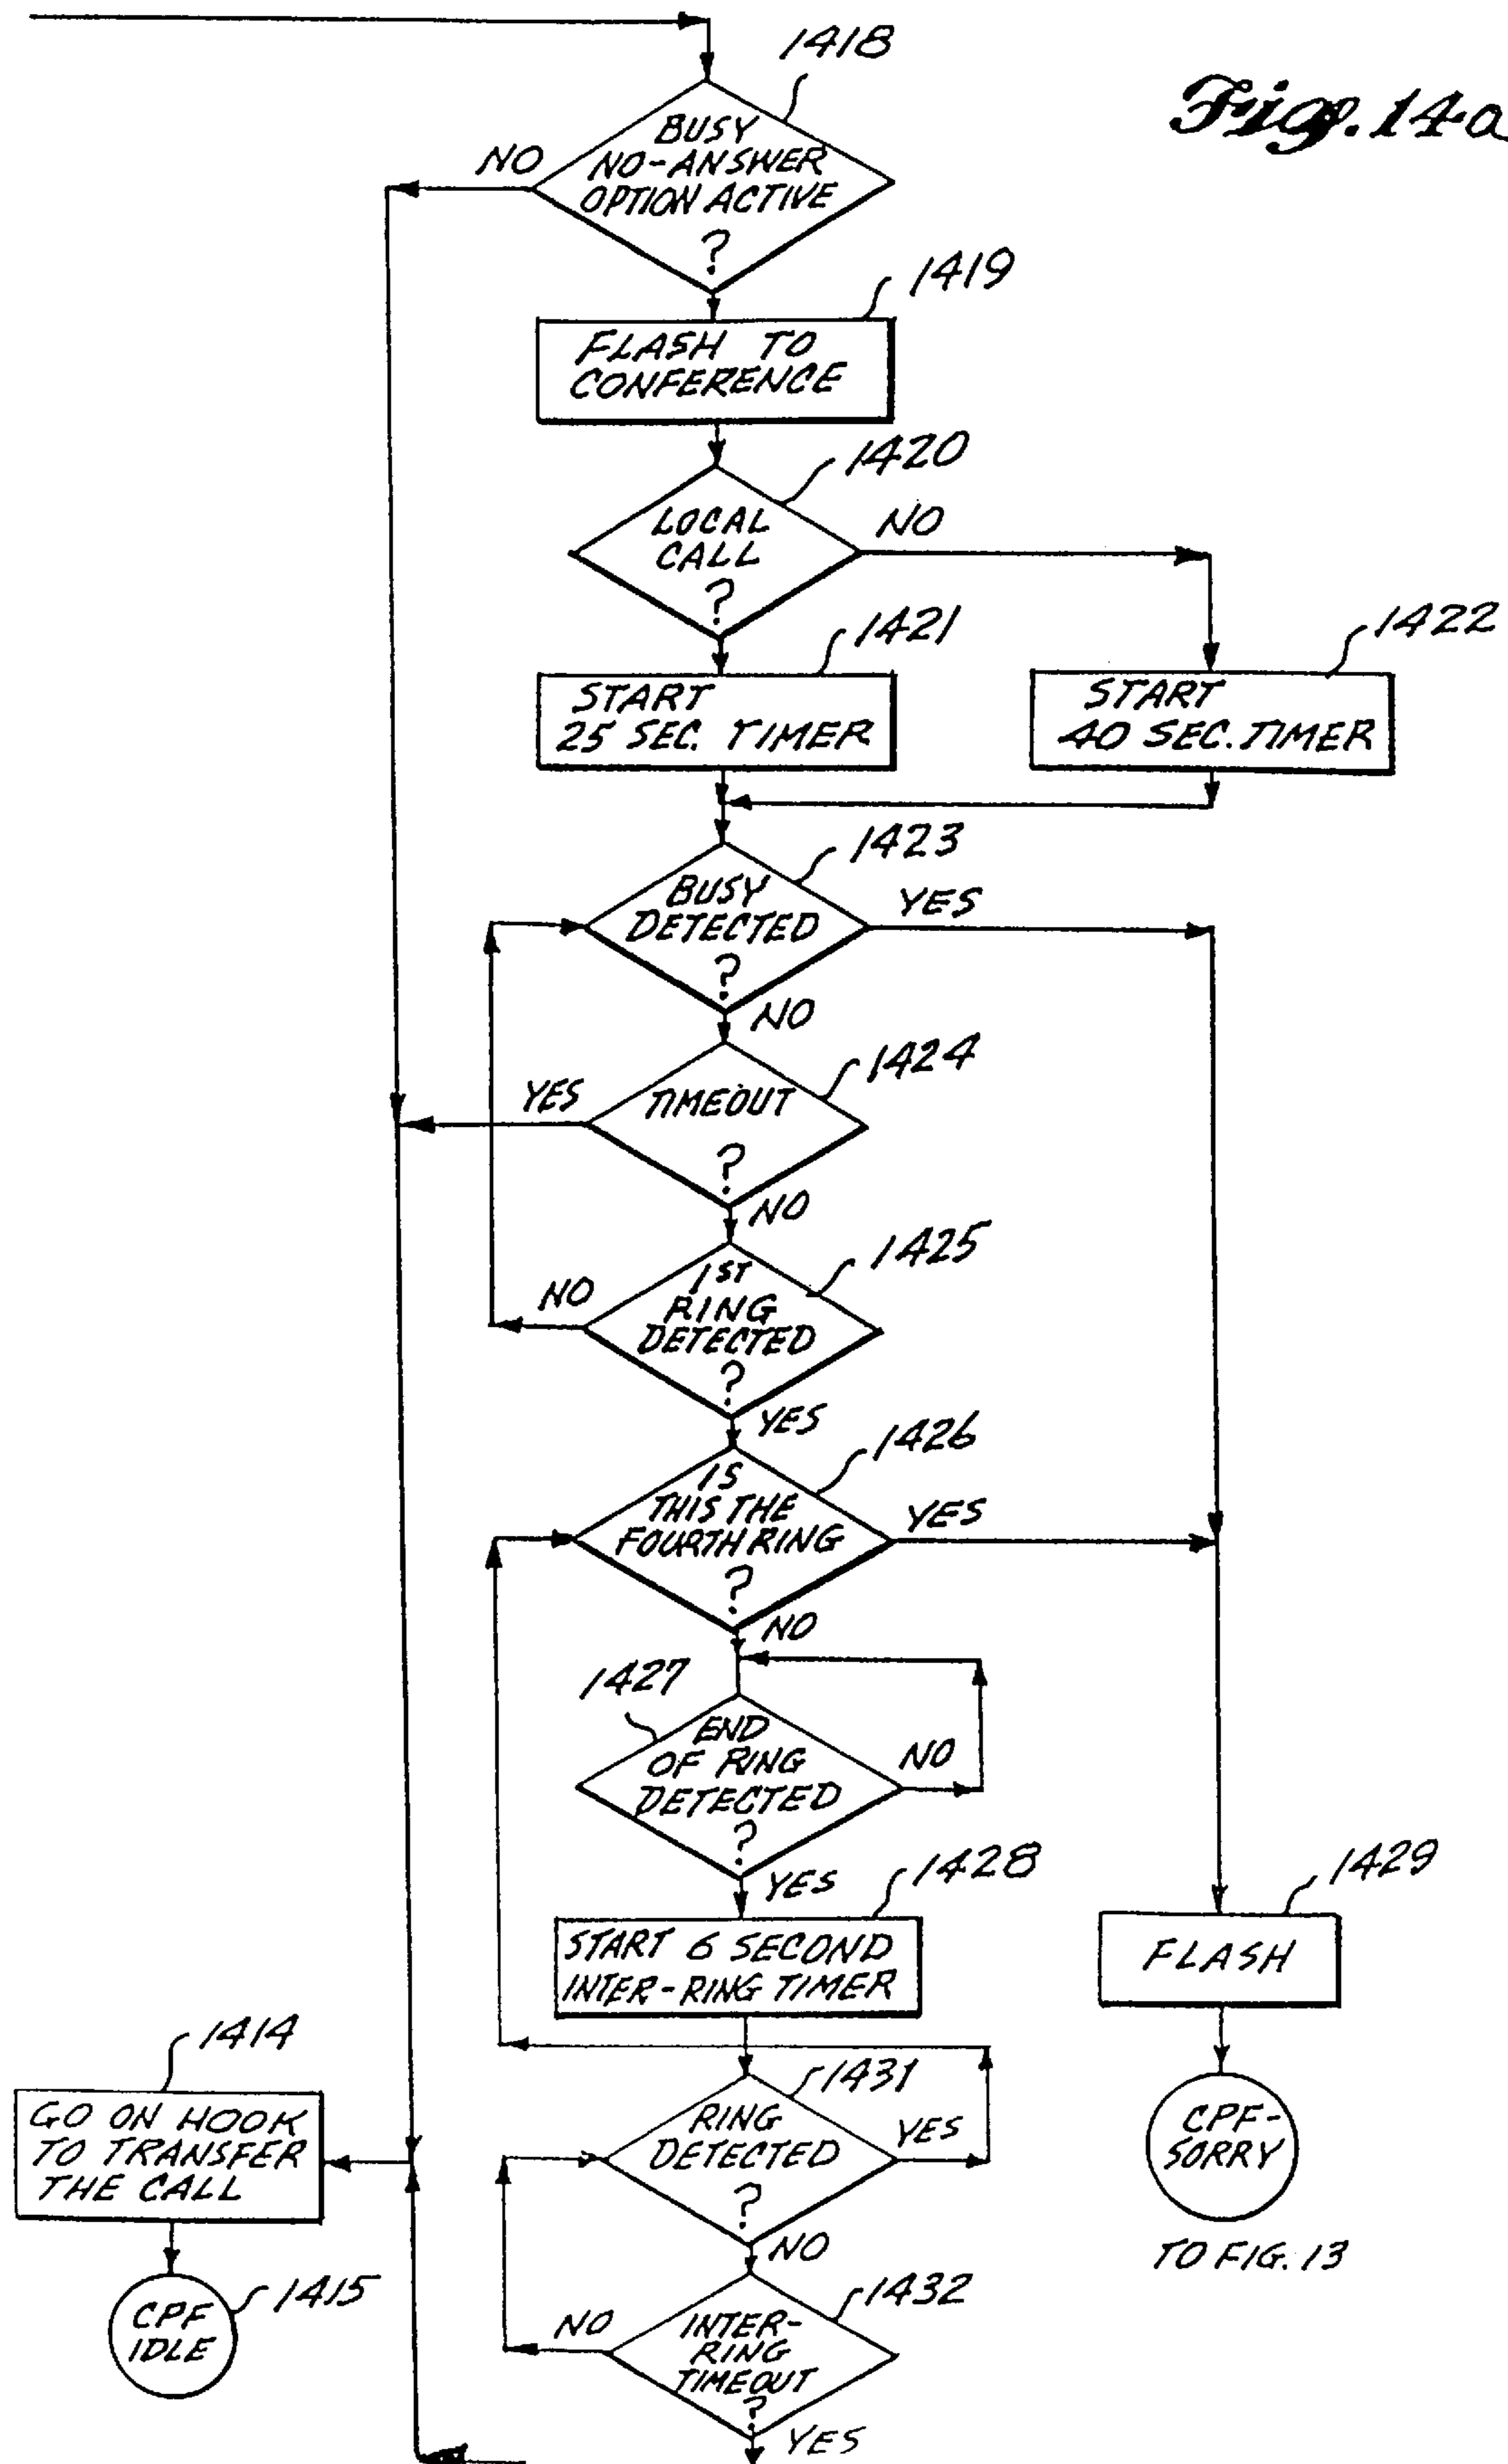 Fig. 14a
1418
BUSY
NO-ANSWER
OPTION ACTIVE
?
NO
1419
FLASH TO
CONFERENCE
1420
LOCAL
CALL
?
NO
1421
START
25 SEC. TIMER
1422
START
40 SEC. TIMER
1423
BUSY
DETECTED
?
YES
NO
1424
TIMEOUT
?
YES
NO
1425
1ST
RING
DETECTED
?
NO
YES
1426
IS
THIS THE
FOURTH RING
?
YES
NO
1427
END
OF RING
DETECTED
?
NO
YES
1428
START 6 SECOND
INTER-RING TIMER
1429
FLASH
CPF-
SORRY
TO FIG. 13
1431
RING
DETECTED
?
YES
NO
1432
INTER-
RING
TIMEOUT
?
NO
YES
1414
GO ON HOOK
TO TRANSFER
THE CALL
1415
CPF
IDLE